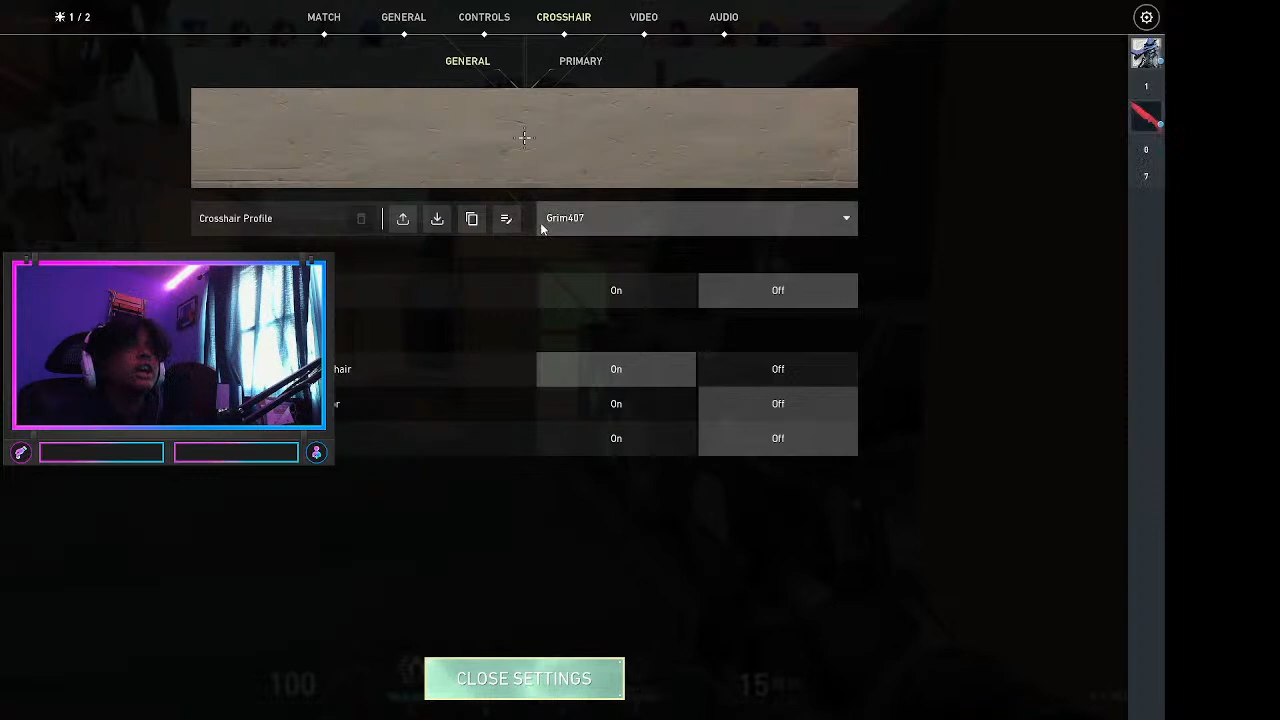 1 / 2
MATCH
GENERAL
CONTROLS
CROSSHAIR
VIDEO
AUDIO
GENERAL
PRIMARY
1
0
7
Crosshair Profile
Grim407
On
Off
hair
On
Off
or
On
Off
On
Off
CLOSE SETTINGS
100
15